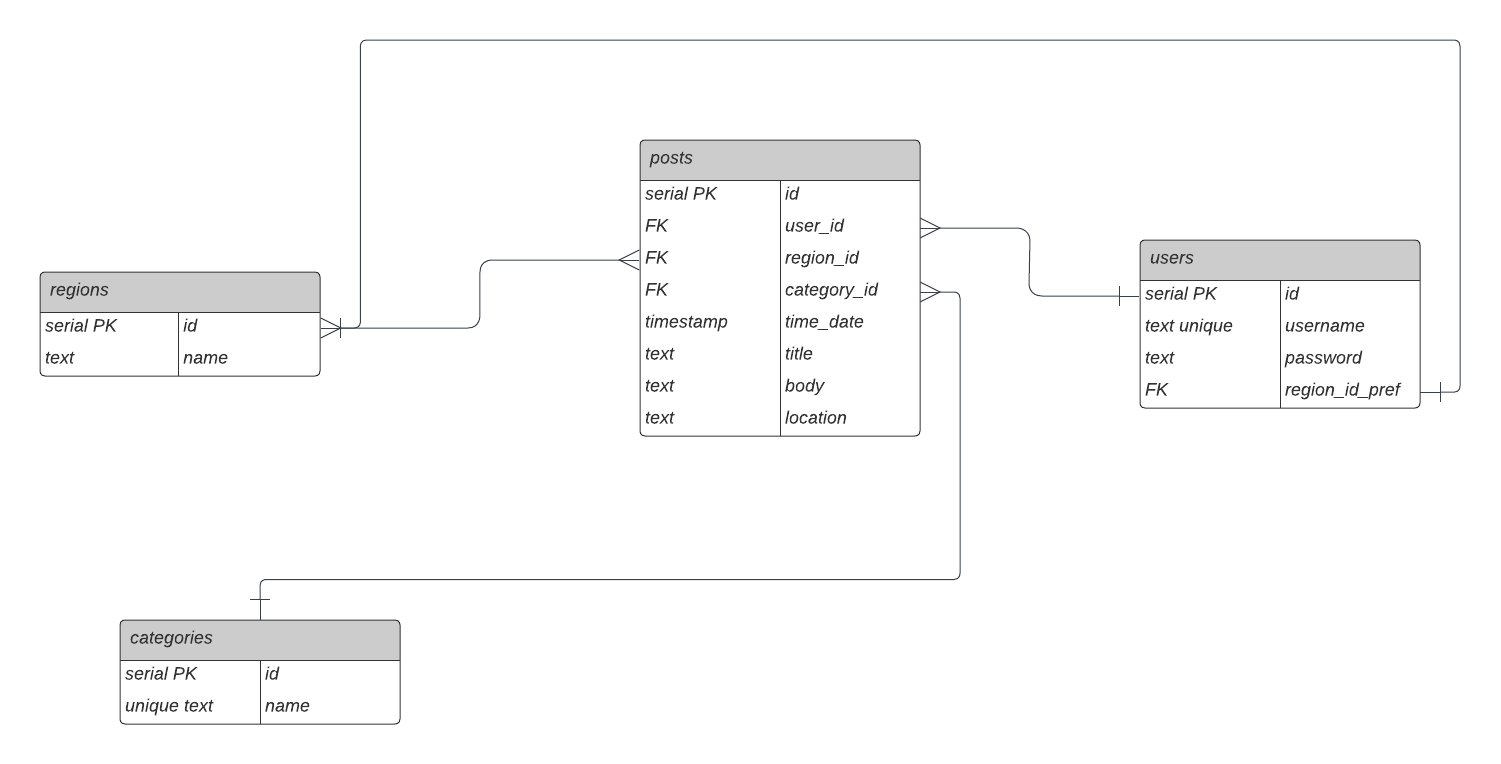 posts
serial PK id
FK user_id
FK region_id
FK category_id
timestamp time_date
text title
text body
text location
users
serial PK id
text unique username
text password
FK region_id_pref
regions
serial PK id
text name
categories
serial PK id
unique text name